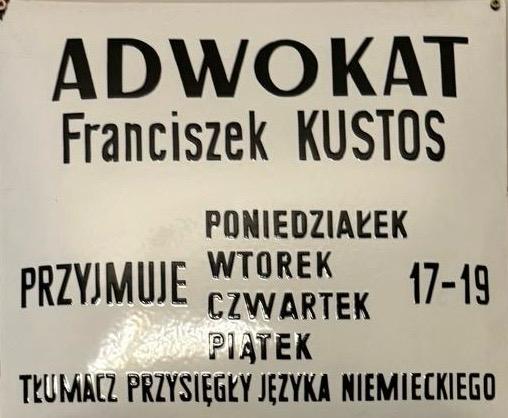 ADWOKAT
Franciszek KUSTOS
PONIEDZIAŁEK
WTOREK
PRZYJMUJE 17-19
CZWARTEK
PIĄTEK
TŁUMACZ PRZYSIĘGŁY JĘZYKA NIEMIECKIEGO